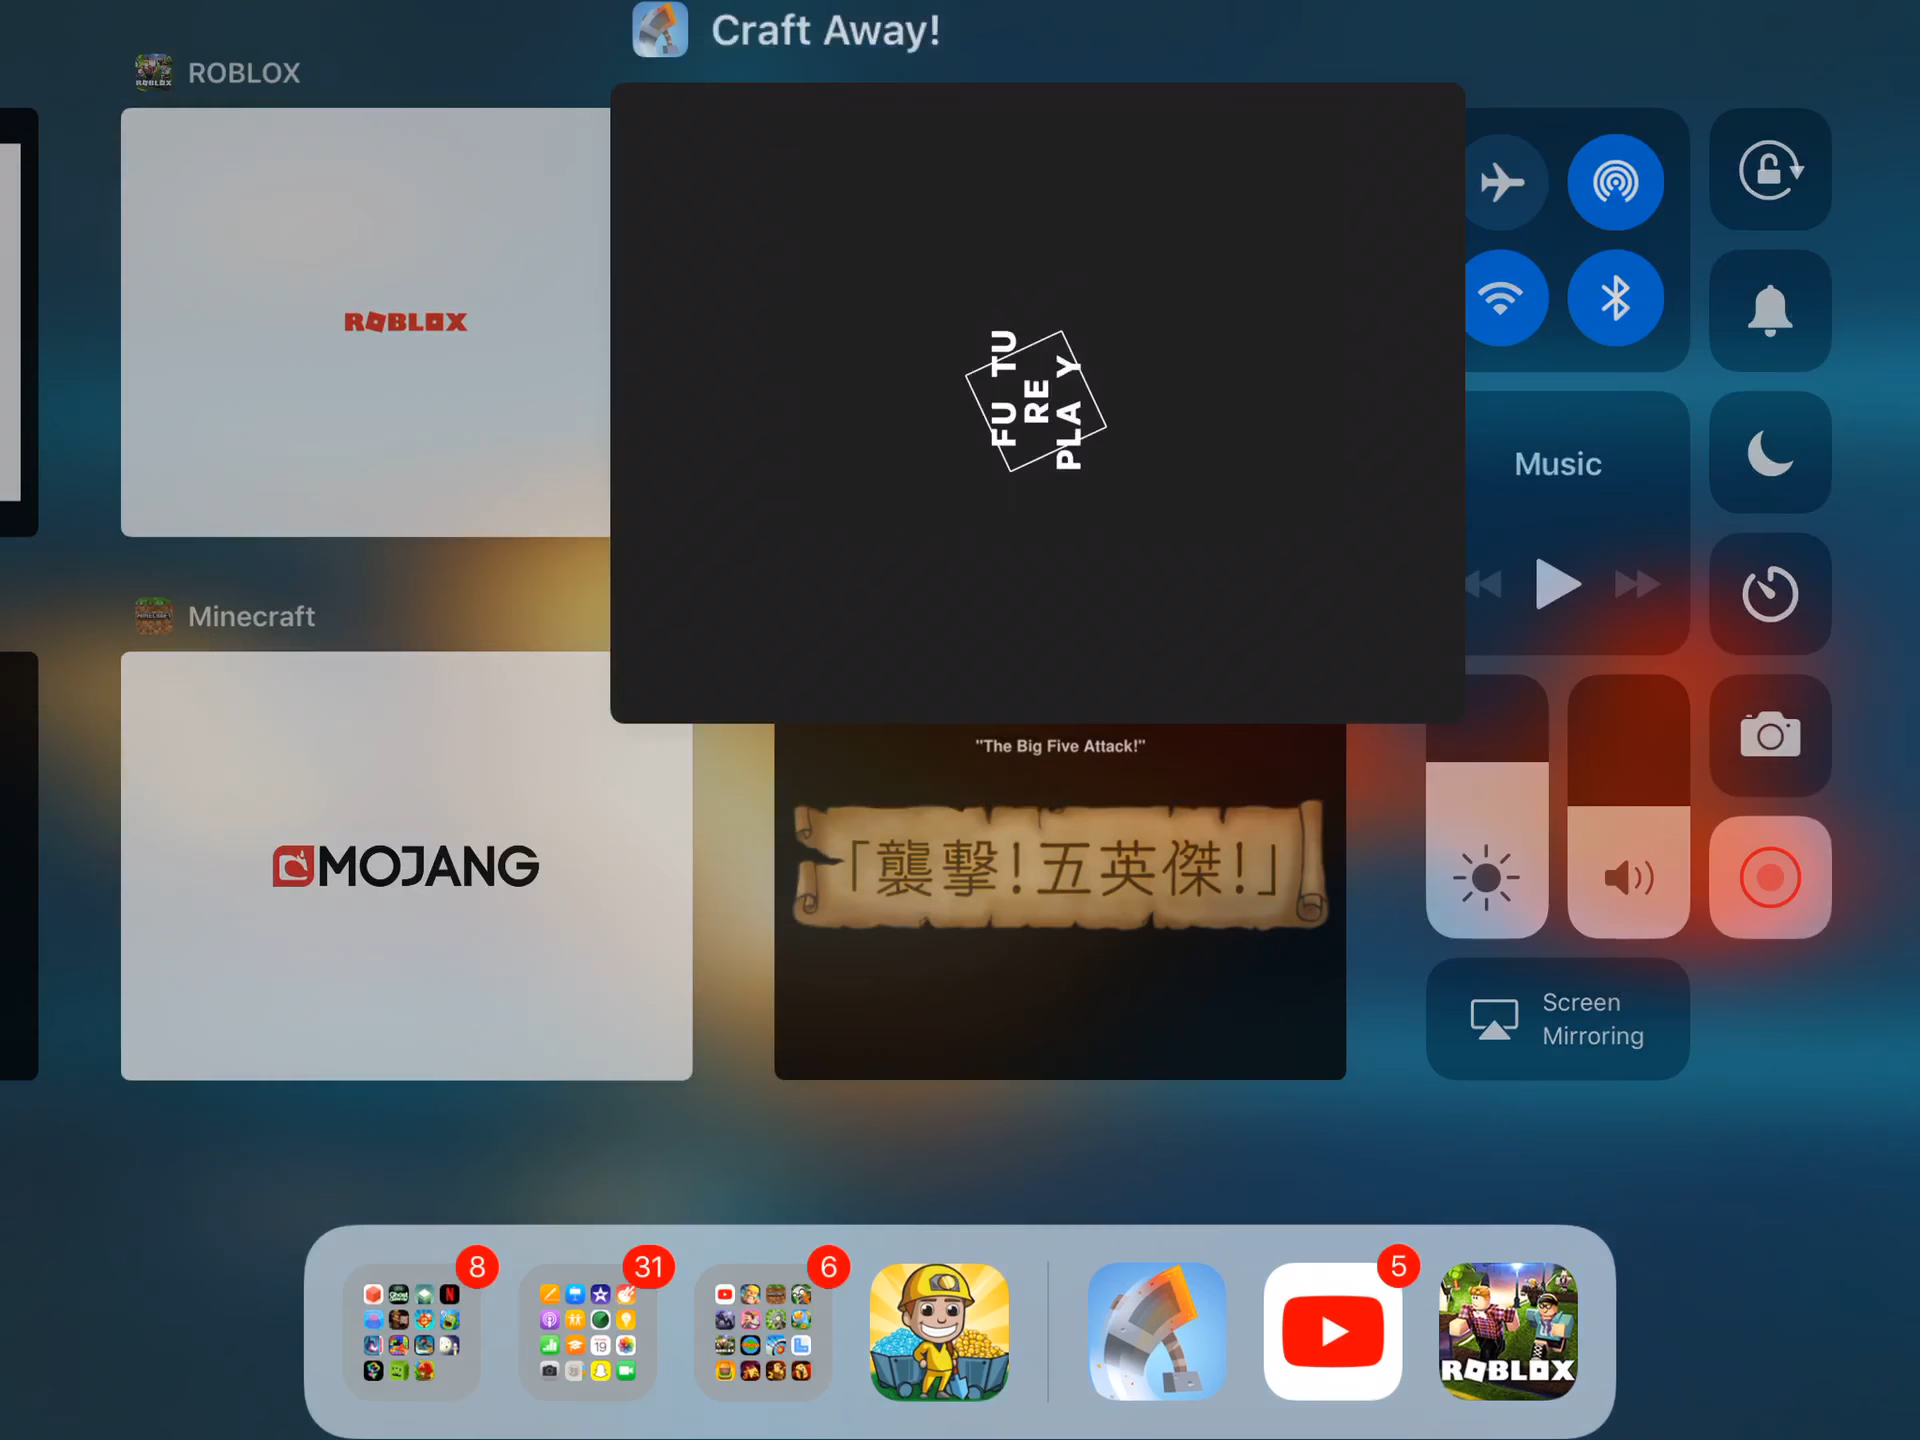 Craft Away!
ROBLOX
ROBLOX
FU TU
RE
PLA Y
Music
Minecraft
MOJANG
"The Big Five Attack!"
「襲撃!五英傑!」
Screen
Mirroring
8
31
6
5
19
ROBLOX